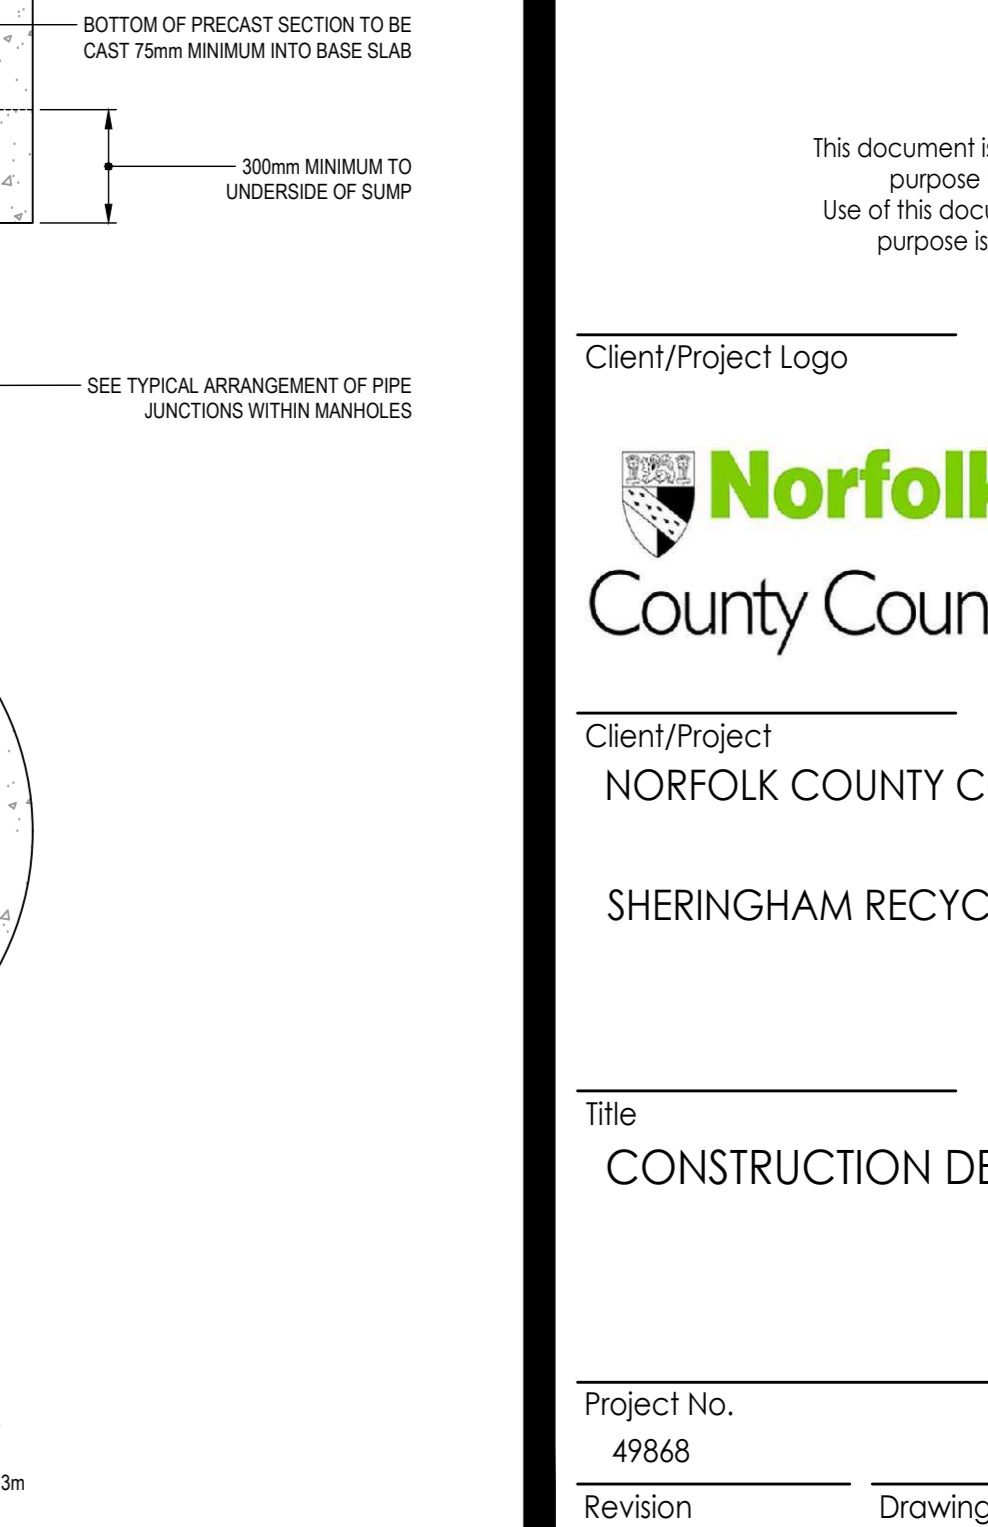 BOTTOM OF PRECAST SECTION TO BE
CAST 75mm MINIMUM INTO BASE SLAB
300mm MINIMUM TO
UNDERSIDE OF SUMP
SEE TYPICAL ARRANGEMENT OF PIPE
JUNCTIONS WITHIN MANHOLES
3m
This document is
purpose
Use of this docu
purpose is
Client/Project Logo
Norfolk
County Coun
Client/Project
NORFOLK COUNTY C
SHERINGHAM RECYC
Title
CONSTRUCTION DE
Project No.
49868
Revision
Drawing